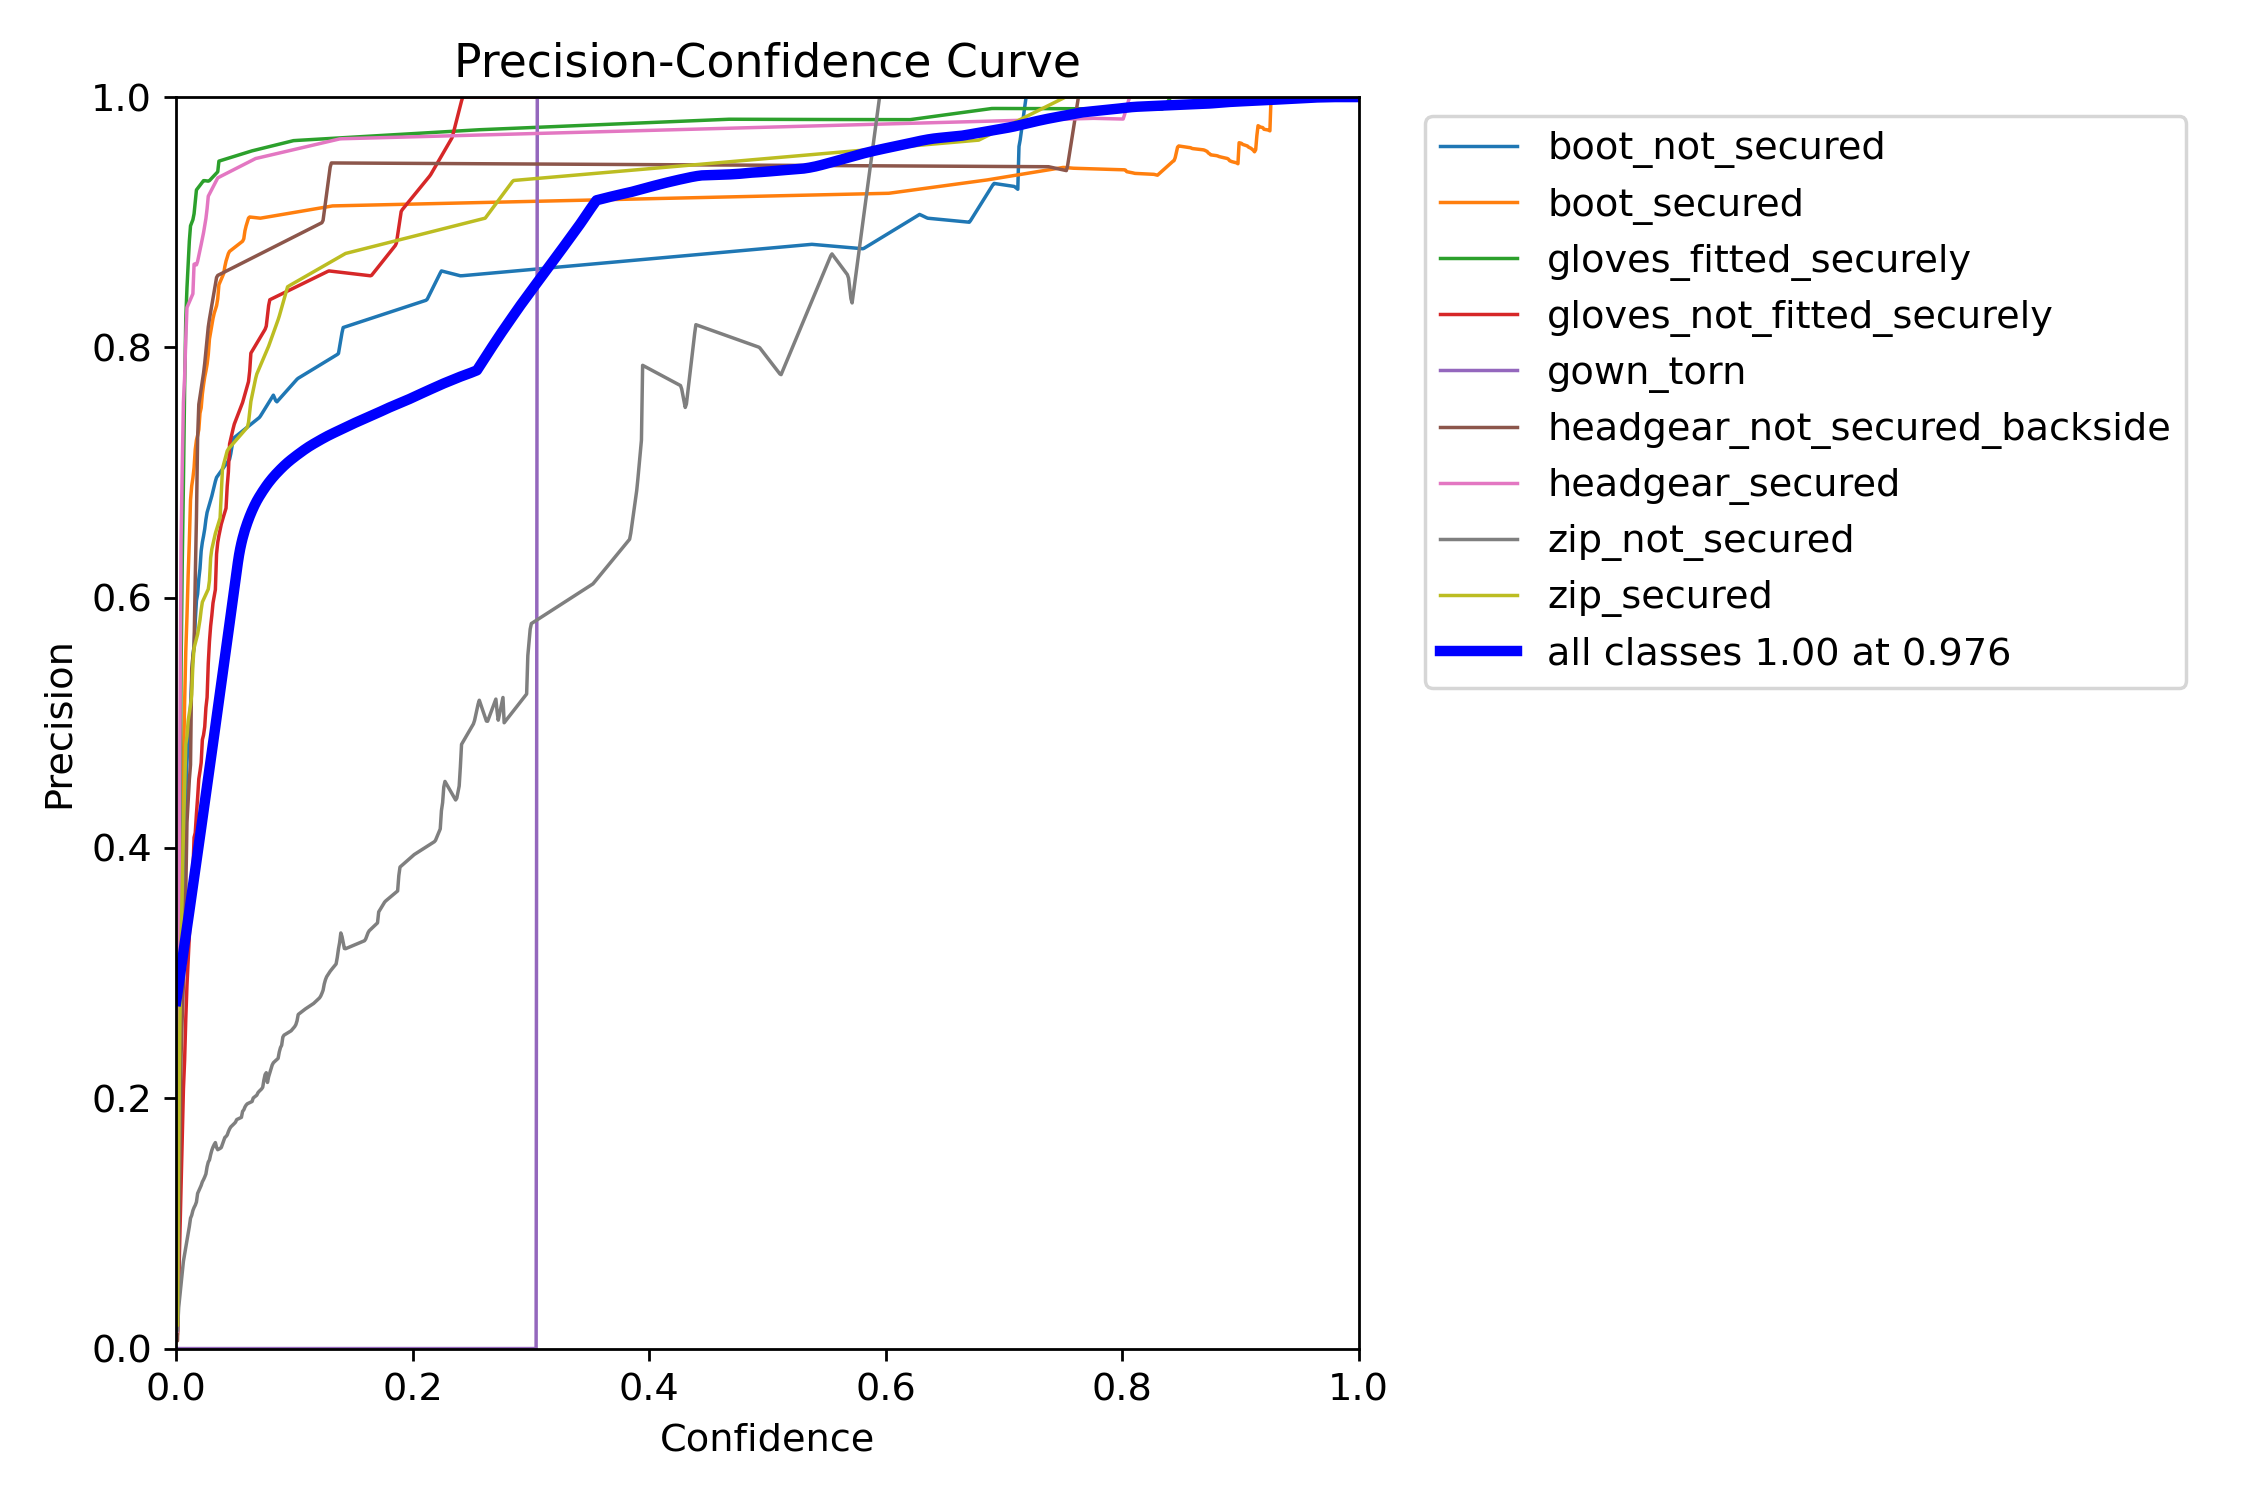 Precision-Confidence Curve
1.0
0.8
0.6
0.4
0.2
0.0
Precision
0.0 0.2 0.4 0.6 0.8 1.0
Confidence
boot_not_secured
boot_secured
gloves_fitted_securely
gloves_not_fitted_securely
gown_torn
headgear_not_secured_backside
headgear_secured
zip_not_secured
zip_secured
all classes 1.00 at 0.976